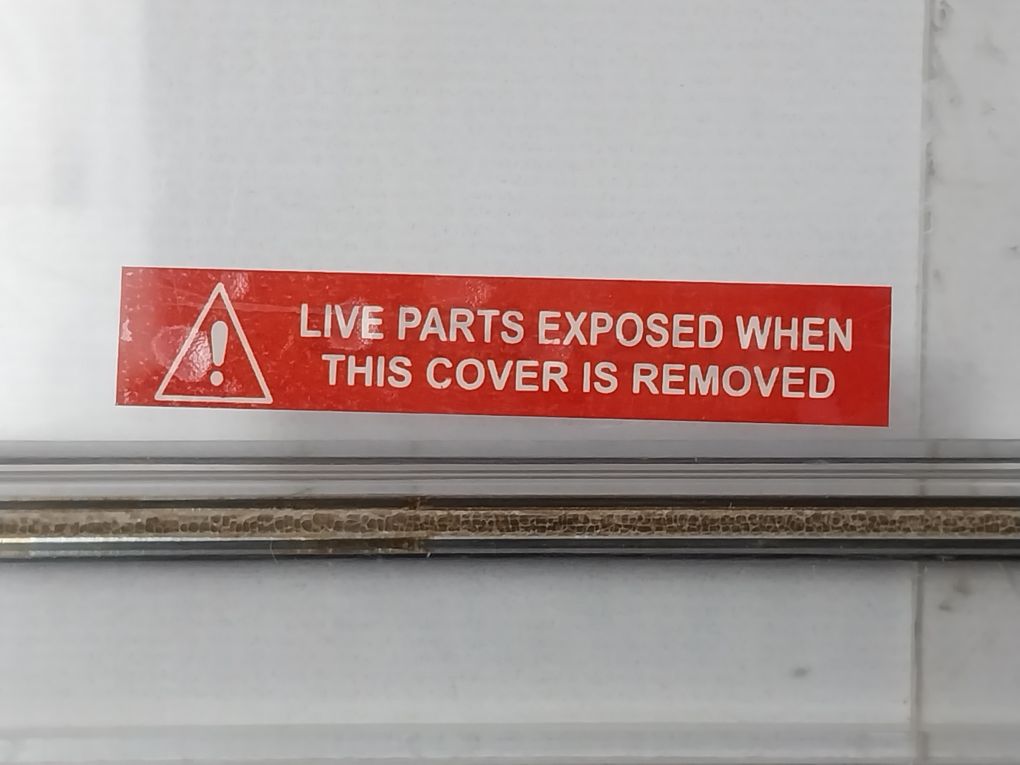 LIVE PARTS EXPOSED WHEN
THIS COVER IS REMOVED